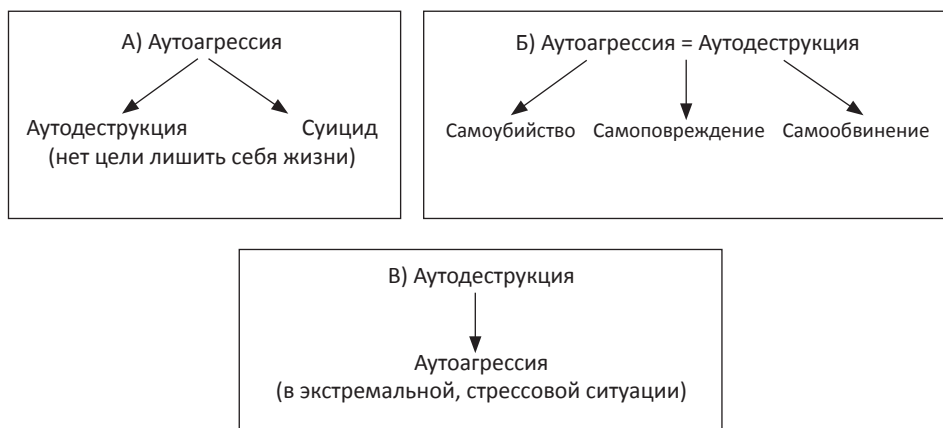 А) Аутоагрессия
Аутодеструкция Суицид
(нет цели лишить себя жизни)
Б) Аутоагрессия = Аутодеструкция
Самоубийство Самоповреждение Самообвинение
В) Аутодеструкция
Аутоагрессия
(в экстремальной, стрессовой ситуации)